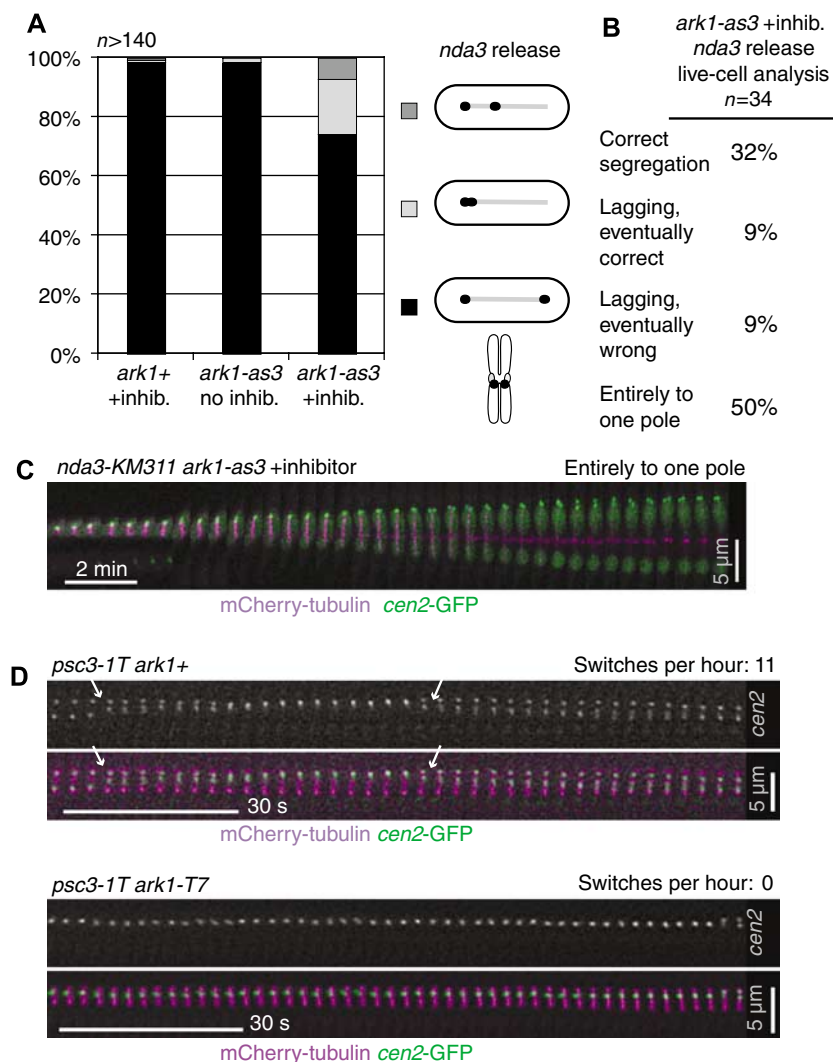 A
n>140
100%
80%
60%
40%
20%
0%
ark1+
+inhib.
ark1-as3
no inhib.
ark1-as3
+inhib.
nda3 release
B
ark1-as3 +inhib.
nda3 release
live-cell analysis
n=34
Correct
segregation
32%
Lagging,
eventually
correct
9%
Lagging,
eventually
wrong
9%
Entirely to
one pole
50%
C
nda3-KM311 ark1-as3 +inhibitor
Entirely to one pole
2 min
5 µm
mCherry-tubulin cen2-GFP
D
psc3-1T ark1+
Switches per hour: 11
cen2
30 s
5 µm
mCherry-tubulin cen2-GFP
psc3-1T ark1-T7
Switches per hour: 0
cen2
30 s
5 µm
mCherry-tubulin cen2-GFP